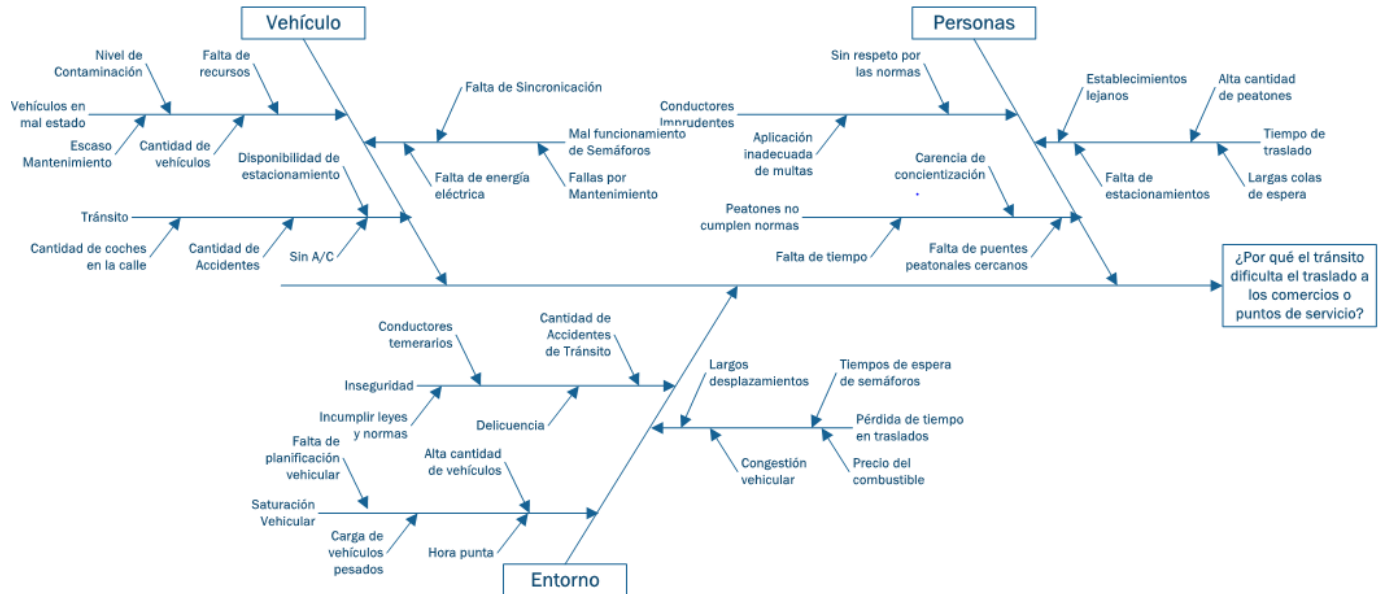 Vehículo
Personas
Nivel de
Contaminación
Falta de
recursos
Vehículos en
mal estado
Escaso
Mantenimiento
Cantidad de
vehículos
Falta de Sincronicación
Mal funcionamiento
de Semáforos
Falta de energía
eléctrica
Fallas por
Mantenimiento
Disponibilidad de
estacionamiento
Tránsito
Cantidad de coches
en la calle
Cantidad de
Accidentes
Sin A/C
Sin respeto por
las normas
Conductores
Imprudentes
Aplicación
inadecuada
de multas
Establecimientos
lejanos
Alta cantidad
de peatones
Tiempo de
traslado
Falta de
estacionamientos
Largas colas
de espera
Carencia de
concientización
Peatones no
cumplen normas
Falta de tiempo
Falta de puentes
peatonales cercanos
¿Por qué el tránsito
dificulta el traslado a
los comercios o
puntos de servicio?
Conductores
temerarios
Cantidad de
Accidentes
de Tránsito
Inseguridad
Incumplir leyes
y normas
Delicuencia
Largos
desplazamientos
Tiempos de espera
de semáforos
Pérdida de tiempo
en traslados
Congestión
vehicular
Precio del
combustible
Falta de
planificación
vehicular
Alta cantidad
de vehículos
Saturación
Vehicular
Carga de
vehículos
pesados
Hora punta
Entorno